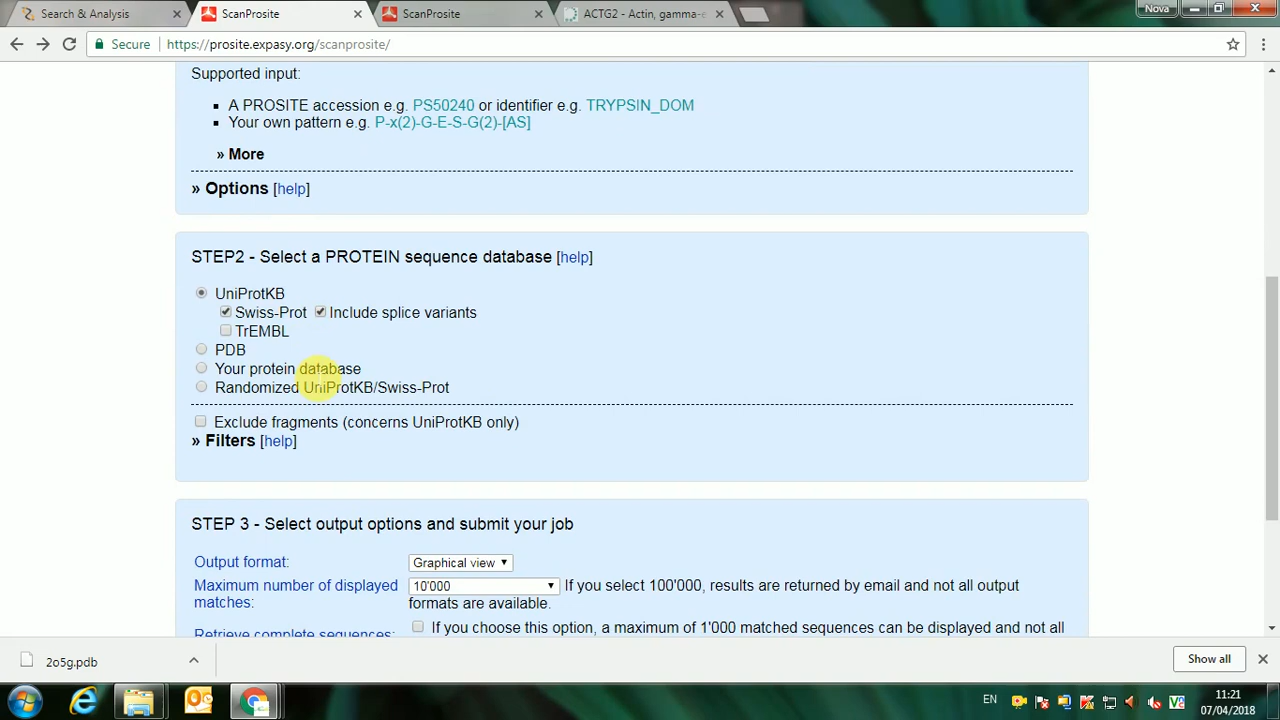 Search & Analysis
ScanProsite
ScanProsite
ACTG2 - Actin, gamma-e
Nova
Secure
https://prosite.expasy.org/scanprosite/
Supported input:
A PROSITE accession e.g. PS50240 or identifier e.g. TRYPSIN_DOM
Your own pattern e.g. P-x(2)-G-E-S-G(2)-[AS]
» More
» Options [help]
STEP2 - Select a PROTEIN sequence database [help]
UniProtKB
Swiss-Prot Include splice variants
TrEMBL
PDB
Your protein database
Randomized UniProtKB/Swiss-Prot
Exclude fragments (concerns UniProtKB only)
» Filters [help]
STEP 3 - Select output options and submit your job
Output format: Graphical view
Maximum number of displayed matches: 10'000 If you select 100'000, results are returned by email and not all output
formats are available.
Retrieve complete sequences: If you choose this option, a maximum of 1'000 matched sequences can be displayed and not all
2o5g.pdb
Show all
EN
11:21
07/04/2018